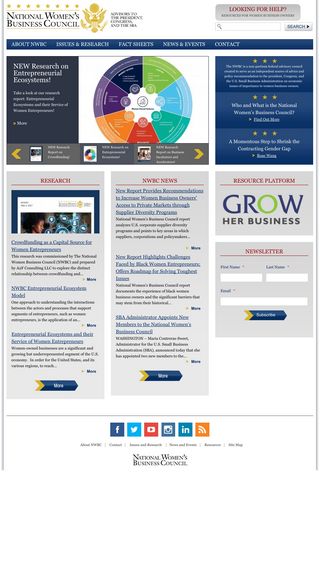 NATIONAL WOMEN'S
BUSINESS COUNCIL
ADVISORS TO
THE PRESIDENT,
CONGRESS,
AND THE SBA
LOOKING FOR HELP?
RESOURCES FOR WOMEN BUSINESS OWNERS
SEARCH
ABOUT NWBC
ISSUES & RESEARCH
FACT SHEETS
NEWS & EVENTS
CONTACT
NEW Research on
Entrepreneurial
Ecosystems!
Take a look at our research
report: Entrepreneurial
Ecosystems and their Service of
Women Entrepreneurs!
» More
NEW Research
Report on
Crowdfunding!
NEW Research on
Entrepreneurial
Ecosystems!
NEW Research
Report on Business
Incubation and
Acceleration!
The NWBC is a non-partisan federal advisory council
created to serve as an independent source of advice and
policy recommendation to the president, Congress, and
the U.S. Small Business Administration on economic
issues of importance to women business owners.
Who and What is the National
Women's Business Council?
Find Out More
A Momentous Step to Shrink the
Contracting Gender Gap
Rose Wang
RESEARCH
Crowdfunding as a Capital Source for
Women Entrepreneurs
This research was commissioned by The National
Women's Business Council (NWBC) and prepared
by A2F Consulting LLC to explore the distinct
relationship between crowdfunding and...
More
NWBC Entrepreneurial Ecosystem
Model
One approach to understanding the interactions
between the actors and processes that support
segments of entrepreneurs, such as women
entrepreneurs, is the application of an...
More
Entrepreneurial Ecosystems and their
Service of Women Entrepreneurs
Women-owned businesses are a significant and
growing but underrepresented segment of the U.S.
economy. In order for the United States, and its
various regions, to reach...
More
More
NWBC NEWS
New Report Provides Recommendations
to Increase Women Business Owners'
Access to Private Markets through
Supplier Diversity Programs
National Women's Business Council report
analyzes U.S. corporate supplier diversity
programs and points to key areas in which
suppliers, corporations and policymakers...
More
New Report Highlights Challenges
Faced by Black Women Entrepreneurs;
Offers Roadmap for Solving Toughest
Issues
National Women's Business Council report
documents the experience of black women
business owners and the significant barriers that
may stem from their historical...
More
SBA Administrator Appoints New
Members to the National Women's
Business Council
WASHINGTON – Maria Contreras-Sweet,
Administrator for the U.S. Small Business
Administration (SBA), announced today that she
has appointed two new members to the...
More
More
RESOURCE PLATFORM
GROW
HER BUSINESS
NEWSLETTER
First Name *
Last Name *
Email *
Subscribe
About NWBC | Contact | Issues and Research | News and Events | Resources | Site Map
NATIONAL WOMEN'S
BUSINESS COUNCIL